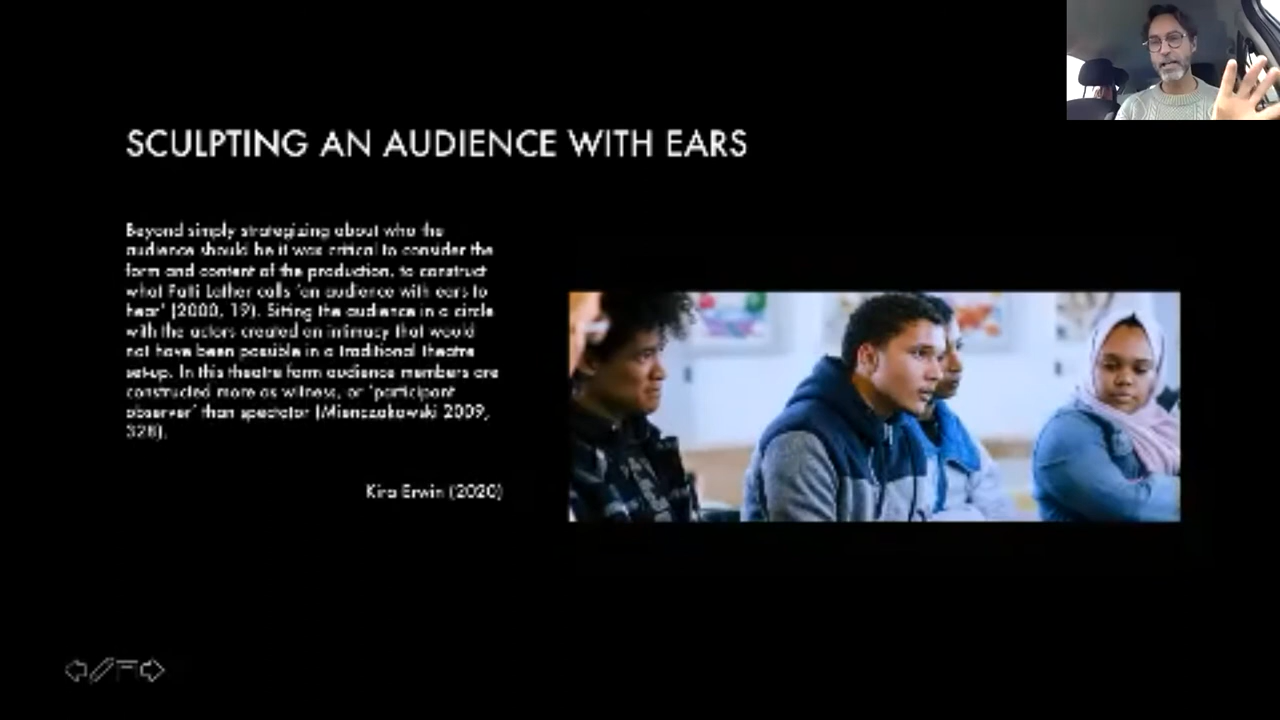 SCULPTING AN AUDIENCE WITH EARS
Beyond simply strategizing about who the
audience should be it was critical to consider the
form and content of the production, to construct
what Patti Lather calls ‘an audience with ears to
hear’ (2000, 19). Sitting the audience in a circle
with the actors created an intimacy that would
not have been possible in a traditional theatre
set-up. In this theatre form audience members are
constructed more as witness, or ‘participant
observer’ than spectator (Mienczakowski 2009,
328).
Kira Erwin (2020)